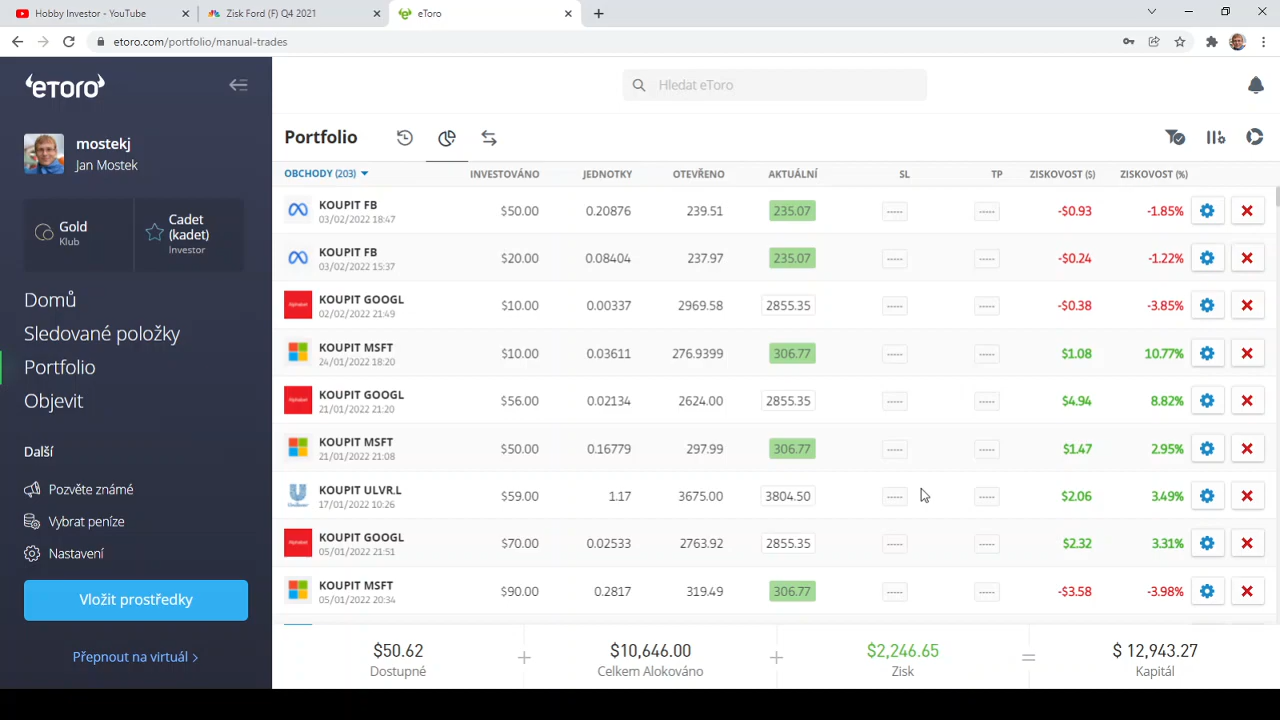 Hobby Investor - YouTube
Zisk Ford (F) Q4 2021
eToro
etoro.com/portfolio/manual-trades
eToro
Hledat eToro
mostekj
Jan Mostek
Gold
Klub
Cadet
(kadet)
Investor
Domů
Sledované položky
Portfolio
Objevit
Další
Pozvěte známé
Vybrat peníze
Nastavení
Vložit prostředky
Přepnout na virtuál >
Portfolio
OBCHODY (203) INVESTOVÁNO JEDNOTKY OTEVŘENO AKTUÁLNÍ SL TP ZISKOVOST ($) ZISKOVOST (%)
KOUPIT FB $50.00 0.20876 239.51 235.07 ----- ----- -$0.93 -1.85%
03/02/2022 18:47
KOUPIT FB $20.00 0.08404 237.97 235.07 ----- ----- -$0.24 -1.22%
03/02/2022 15:37
KOUPIT GOOGL $10.00 0.00337 2969.58 2855.35 ----- ----- -$0.38 -3.85%
02/02/2022 21:49
KOUPIT MSFT $10.00 0.03611 276.9399 306.77 ----- ----- $1.08 10.77%
24/01/2022 18:20
KOUPIT GOOGL $56.00 0.02134 2624.00 2855.35 ----- ----- $4.94 8.82%
21/01/2022 21:20
KOUPIT MSFT $50.00 0.16779 297.99 306.77 ----- ----- $1.47 2.95%
21/01/2022 21:08
KOUPIT ULVR.L $59.00 1.17 3675.00 3804.50 ----- ----- $2.06 3.49%
17/01/2022 10:26
KOUPIT GOOGL $70.00 0.02533 2763.92 2855.35 ----- ----- $2.32 3.31%
05/01/2022 21:51
KOUPIT MSFT $90.00 0.2817 319.49 306.77 ----- ----- -$3.58 -3.98%
05/01/2022 20:34
$50.62 + $10,646.00 + $2,246.65 = $ 12,943.27
Dostupné Celkem Alokováno Zisk Kapitál